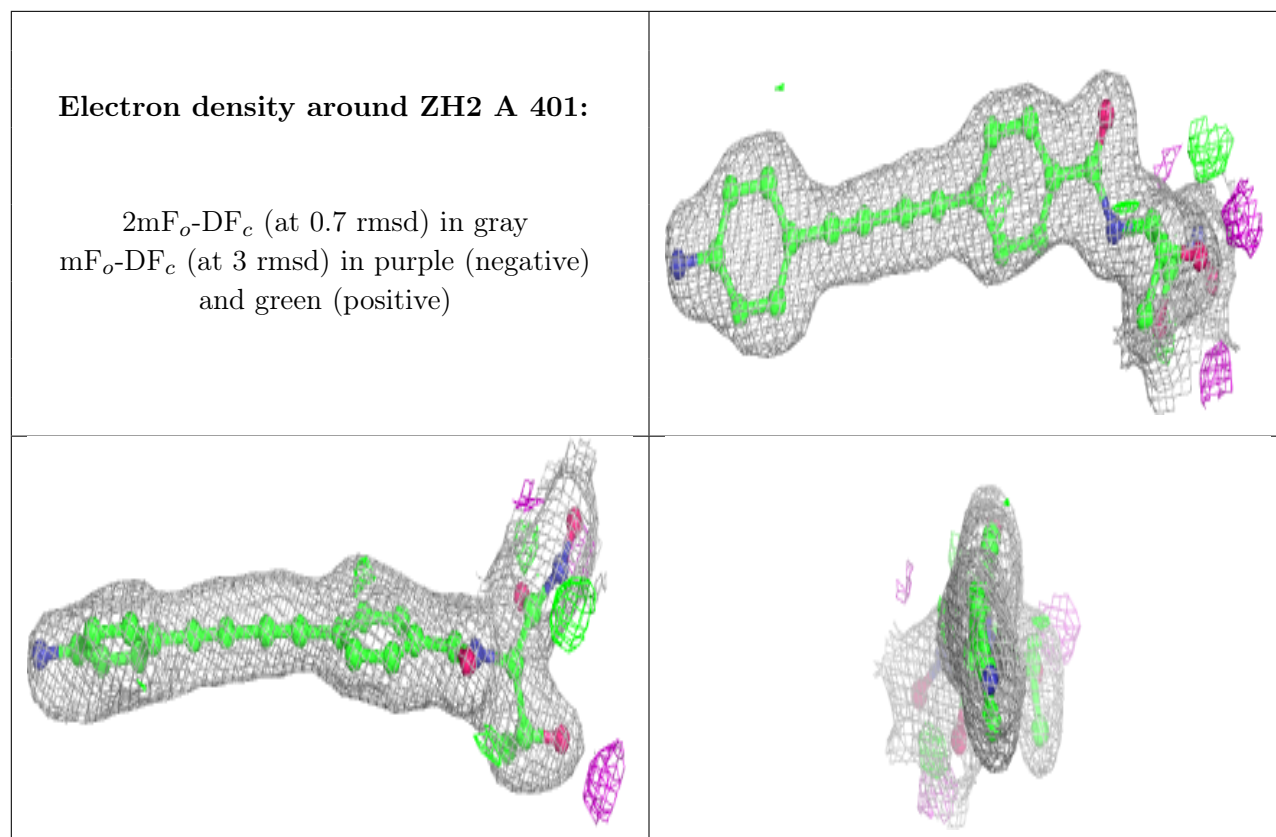 Electron density around ZH2 A 401:
2mFₒ-DF𝒸 (at 0.7 rmsd) in gray
mFₒ-DF𝒸 (at 3 rmsd) in purple (negative)
and green (positive)